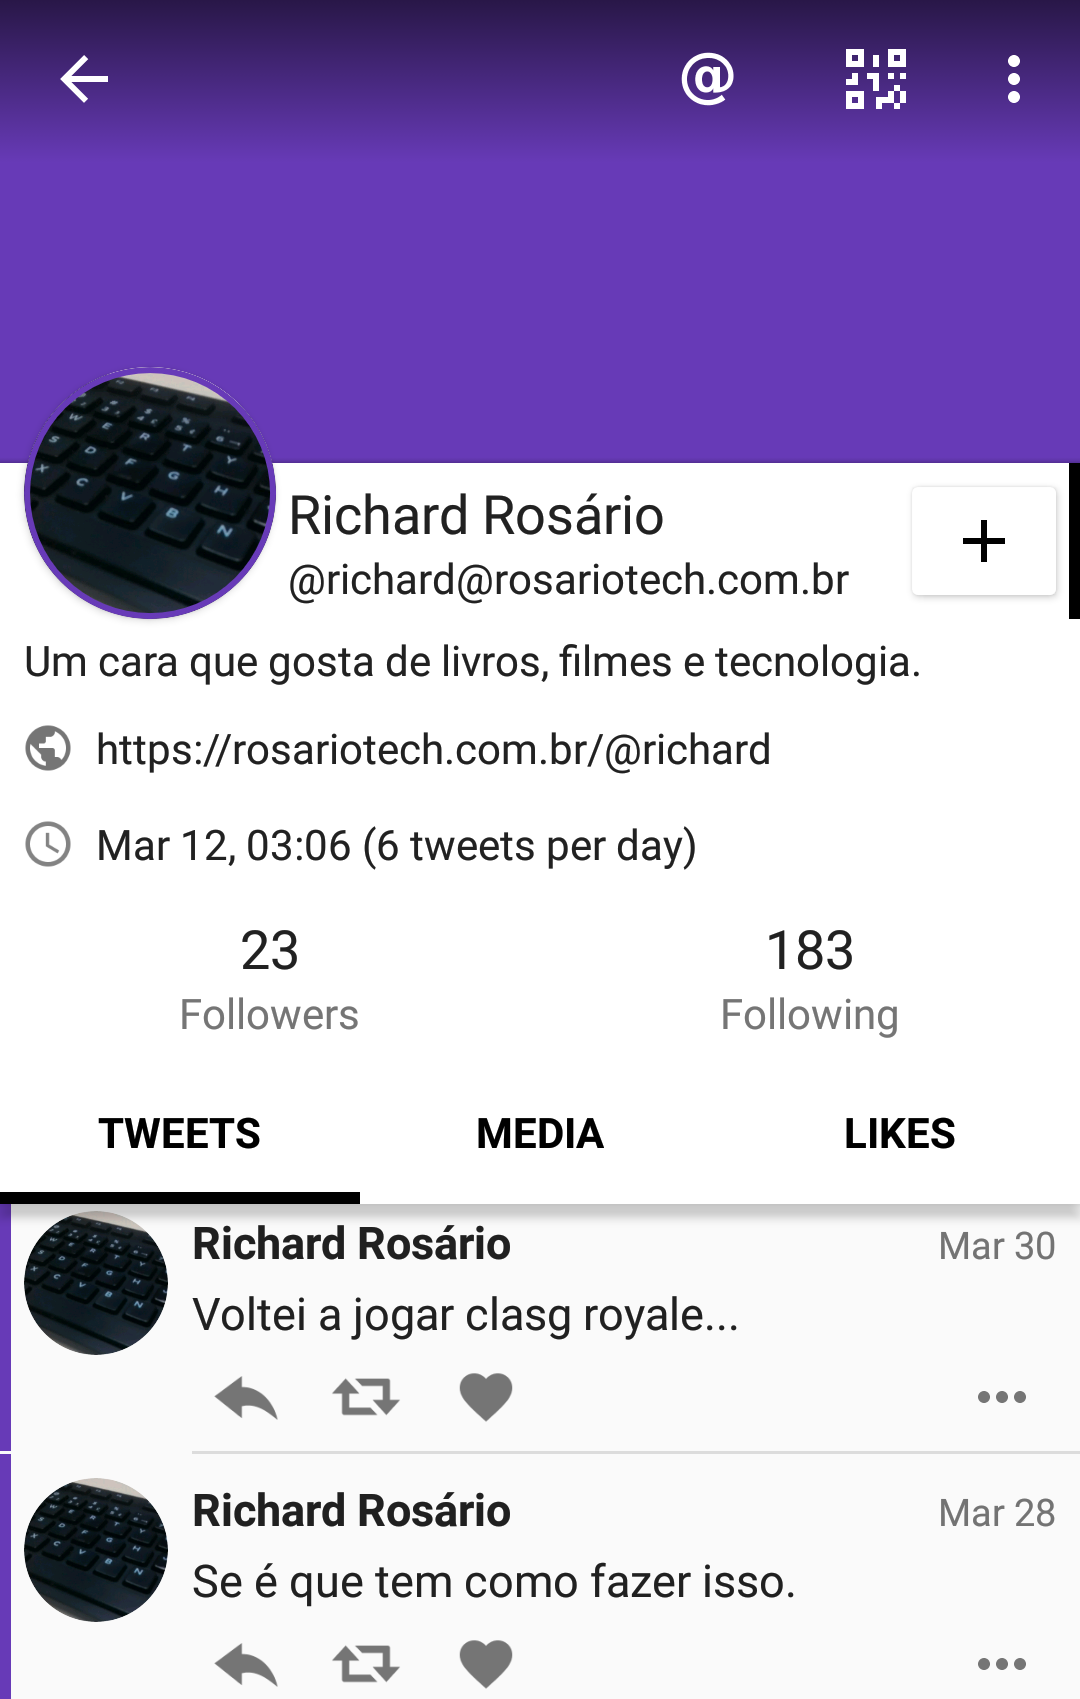 @
Richard Rosário
@richard@rosariotech.com.br
Um cara que gosta de livros, filmes e tecnologia.
https://rosariotech.com.br/@richard
Mar 12, 03:06 (6 tweets per day)
23
Followers
183
Following
TWEETS
MEDIA
LIKES
Richard Rosário
Mar 30
Voltei a jogar clasg royale...
Richard Rosário
Mar 28
Se é que tem como fazer isso.